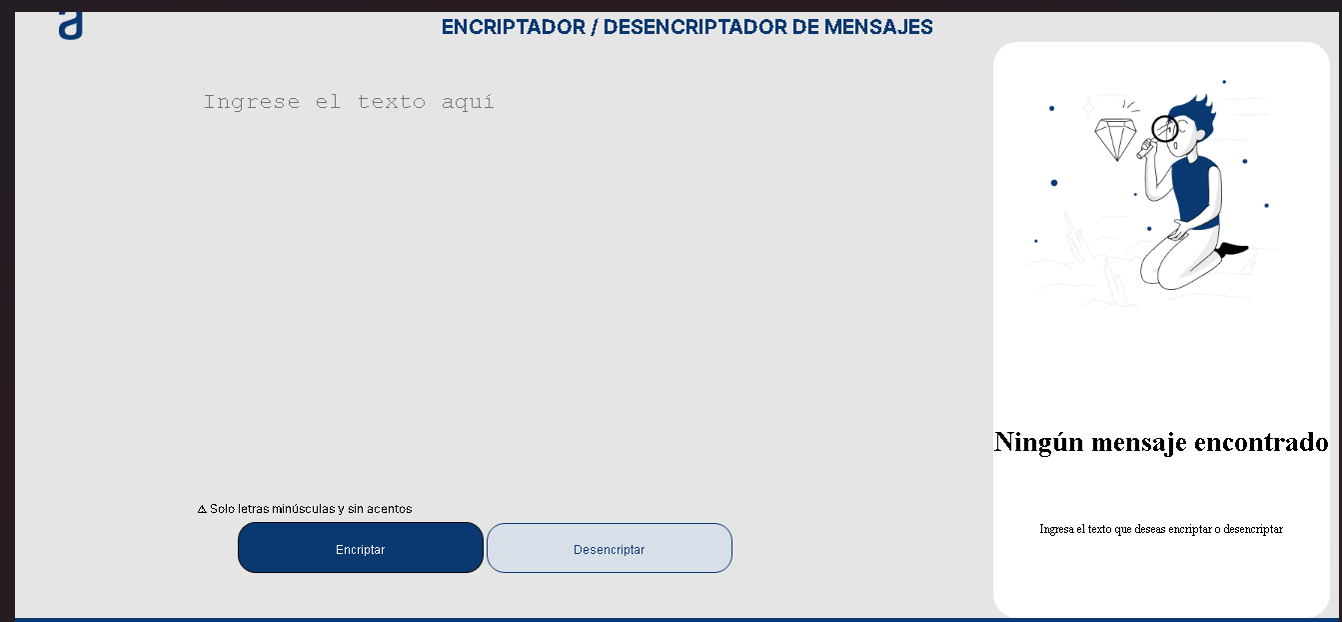 a
ENCRIPTADOR / DESENCRIPTADOR DE MENSAJES
Ingrese el texto aquí
⚠ Solo letras minúsculas y sin acentos
Encriptar
Desencriptar
Ningún mensaje encontrado
Ingresa el texto que deseas encriptar o desencriptar